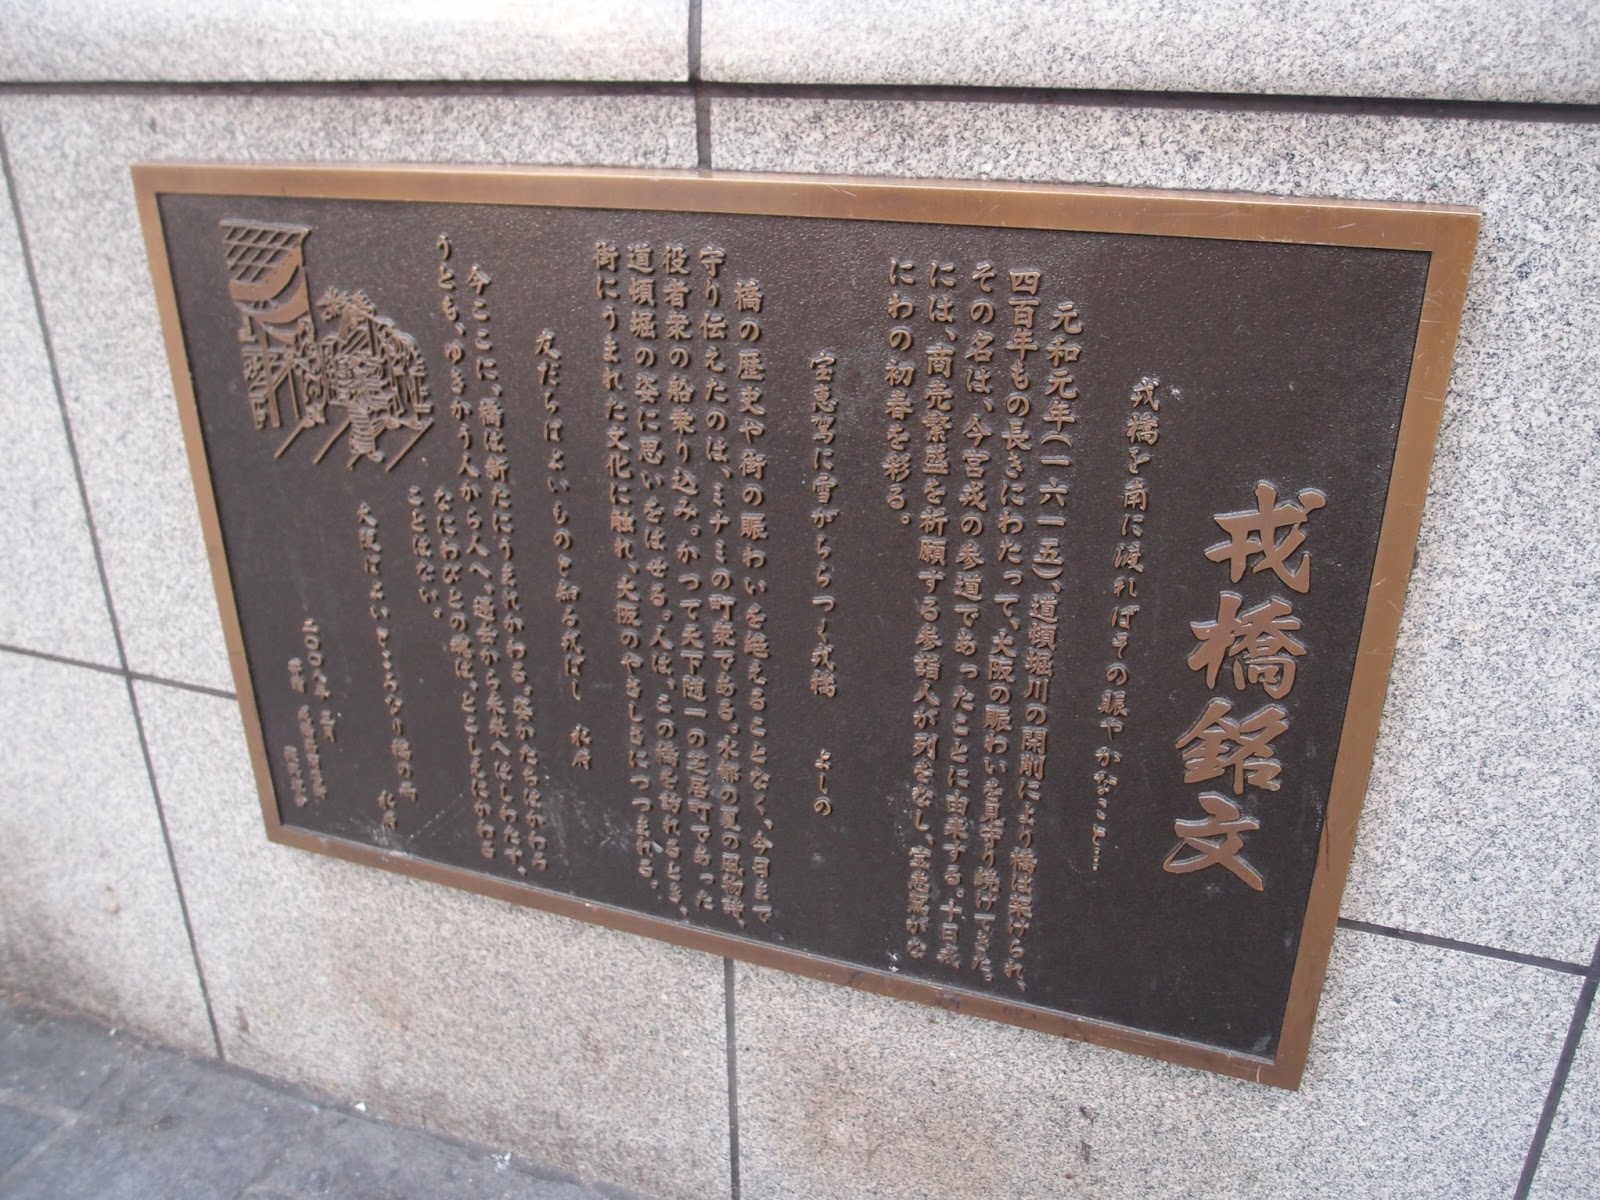 戎橋銘文
戎橋を南に渡ればその賑やかなこと……
元和元年(一六一五)、道頓堀川の開削により橋は架けられ、
四百年もの長きにわたって、大阪の賑わいを見守り続けてきた。
その名は、今宮戎の参道であったことに由来する。十日戎
には、商売繁盛を祈願する参詣人が列をなし、宝恵籠がな
にわの初春を彩る。
宝恵籠に雪がちらつく戎橋 よしの
橋の歴史や街の賑わいを絶えることなく、今日まで
守り伝えたのは、ミナミの町衆である。水都の夏の風物詩、
役者衆の船乗り込み。かつて天下随一の芝居町であった
道頓堀の姿に思いをはせる。人は、この橋を訪れるとき、
街にうまれた文化に触れ、大阪のやさしさにつつまれる。
友だちはよいものと知る戎ばし 松府
今ここに、橋は新たにうまれかわる。姿かたちはかわろ
うとも、ゆきかう人から人へ、過去から未来へはしわたす、
なにわびとの魂は、とこしえにかわる
ことはない。
大阪はよいところなり橋の雨 松府
二〇〇八年